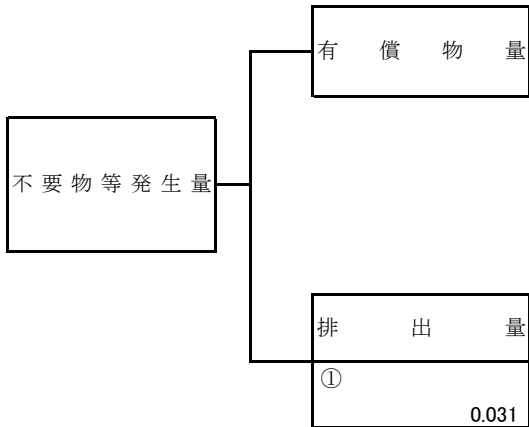 有償物量
不要物等発生量
排出量
①
0.031